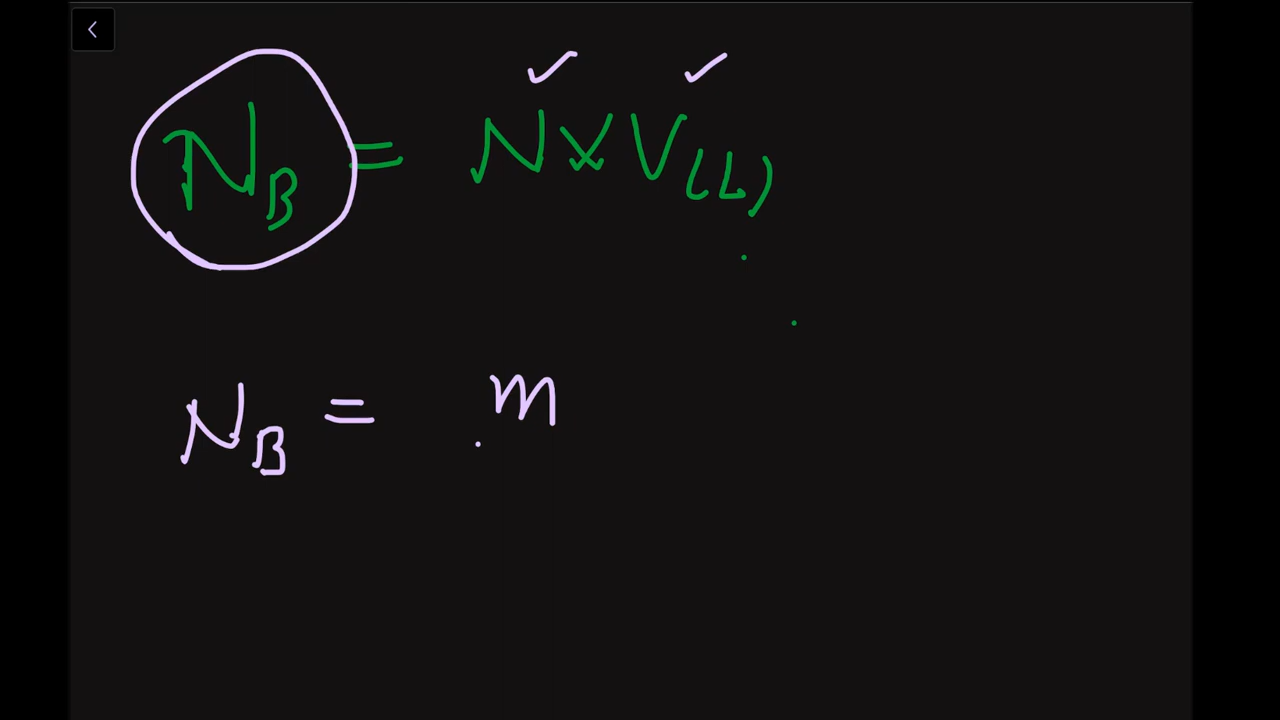 N_B = N x V(L)
N_B = m